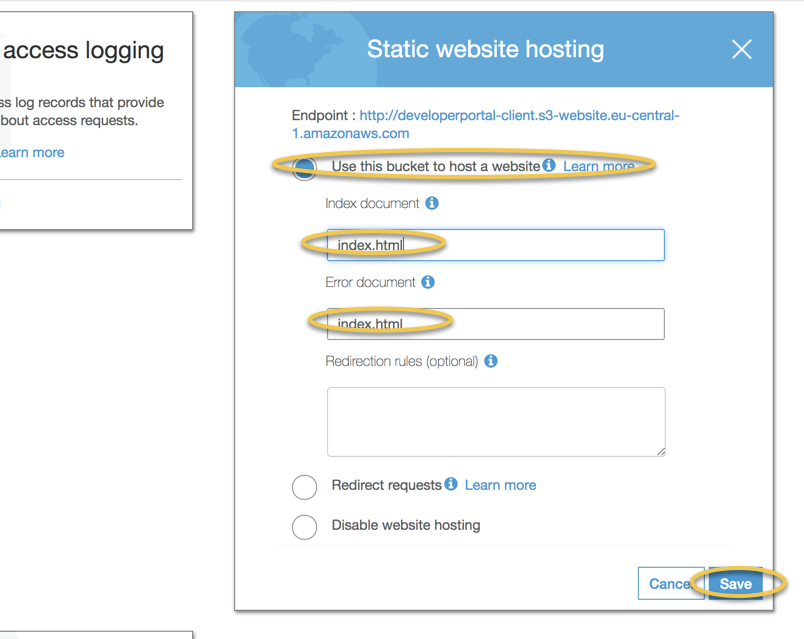 access logging
ss log records that provide
bout access requests.
earn more
Static website hosting
Endpoint : http://developerportal-client.s3-website.eu-central-
1.amazonaws.com
Use this bucket to host a website Learn more
Index document
index.html
Error document
index.html
Redirection rules (optional)
Redirect requests Learn more
Disable website hosting
Cancel Save